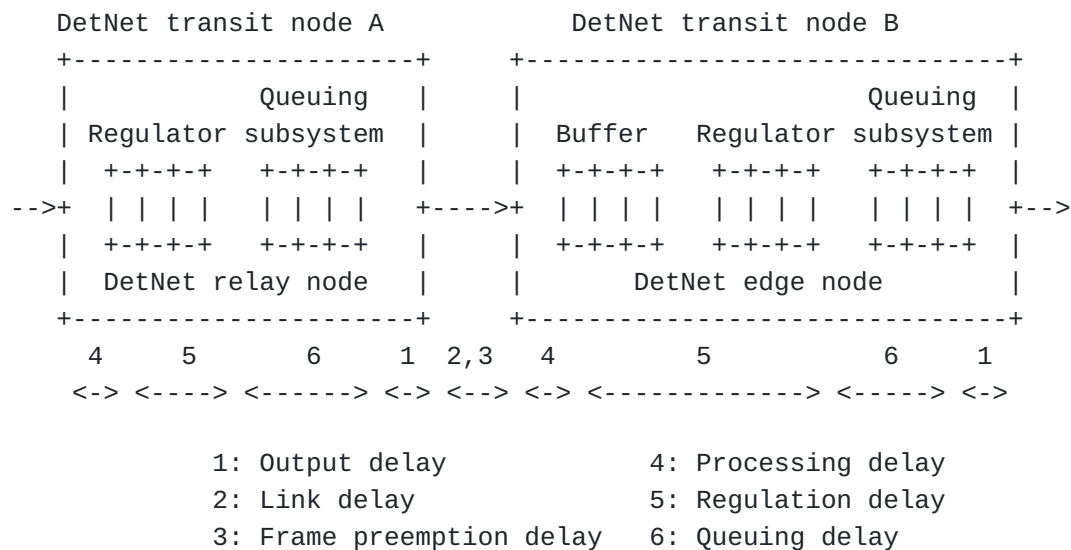 DetNet transit node A            DetNet transit node B
   +----------------------+     +-------------------------------+
   |            Queuing   |     |                      Queuing  |
   | Regulator subsystem  |     |  Buffer   Regulator subsystem |
   |  +-+-+-+   +-+-+-+   |     |  +-+-+-+   +-+-+-+   +-+-+-+  |
-->+  | | | |   | | | |   +---->+  | | | |   | | | |   | | | |  +-->
   |  +-+-+-+   +-+-+-+   |     |  +-+-+-+   +-+-+-+   +-+-+-+  |
   |  DetNet relay node   |     |       DetNet edge node        |
   +----------------------+     +-------------------------------+
     4     5       6     1  2,3   4         5           6     1
    <-> <----> <------> <-> <--> <-> <-------------> <-----> <->

             1: Output delay             4: Processing delay
             2: Link delay               5: Regulation delay
             3: Frame preemption delay   6: Queuing delay